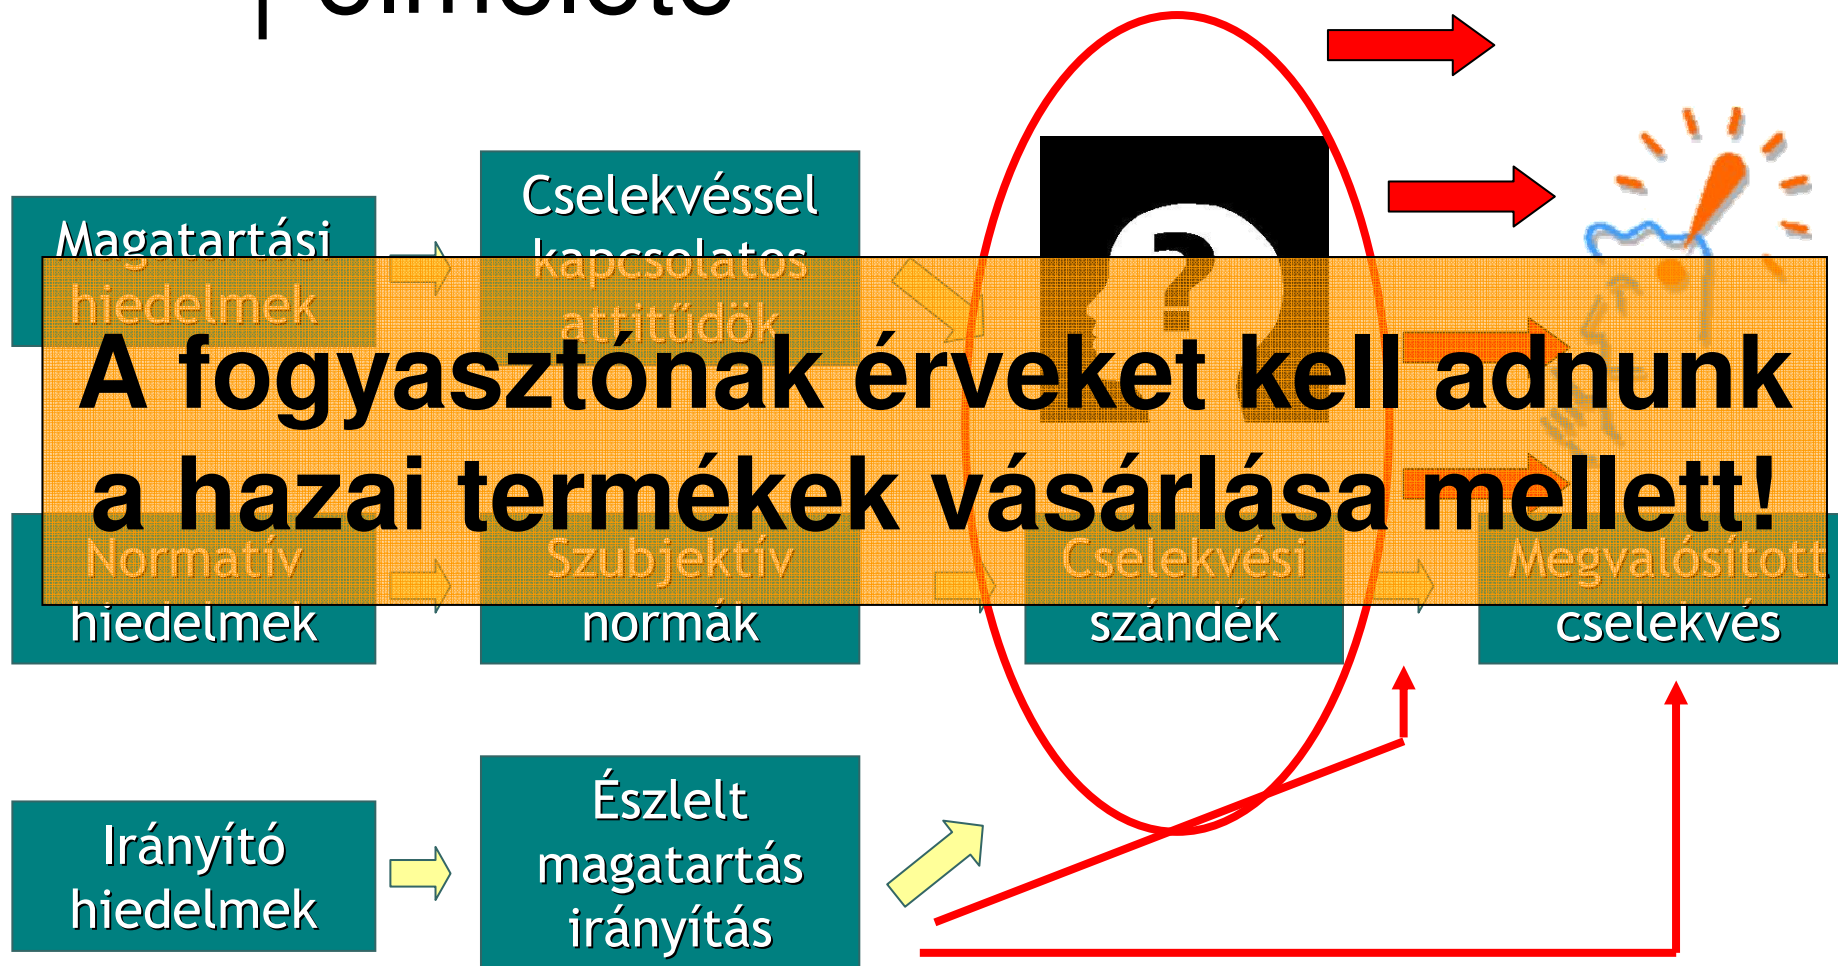 elmélete
Magatartási
hiedelmek
Cselekvéssel
kapcsolatos
attitűdök
?
A fogyasztónak érveket kell adnunk
a hazai termékek vásárlása mellett!
Normatív
hiedelmek
Szubjektív
normák
Cselekvési
szándék
Megvalósított
cselekvés
Irányító
hiedelmek
Észlelt
magatartás
irányítás